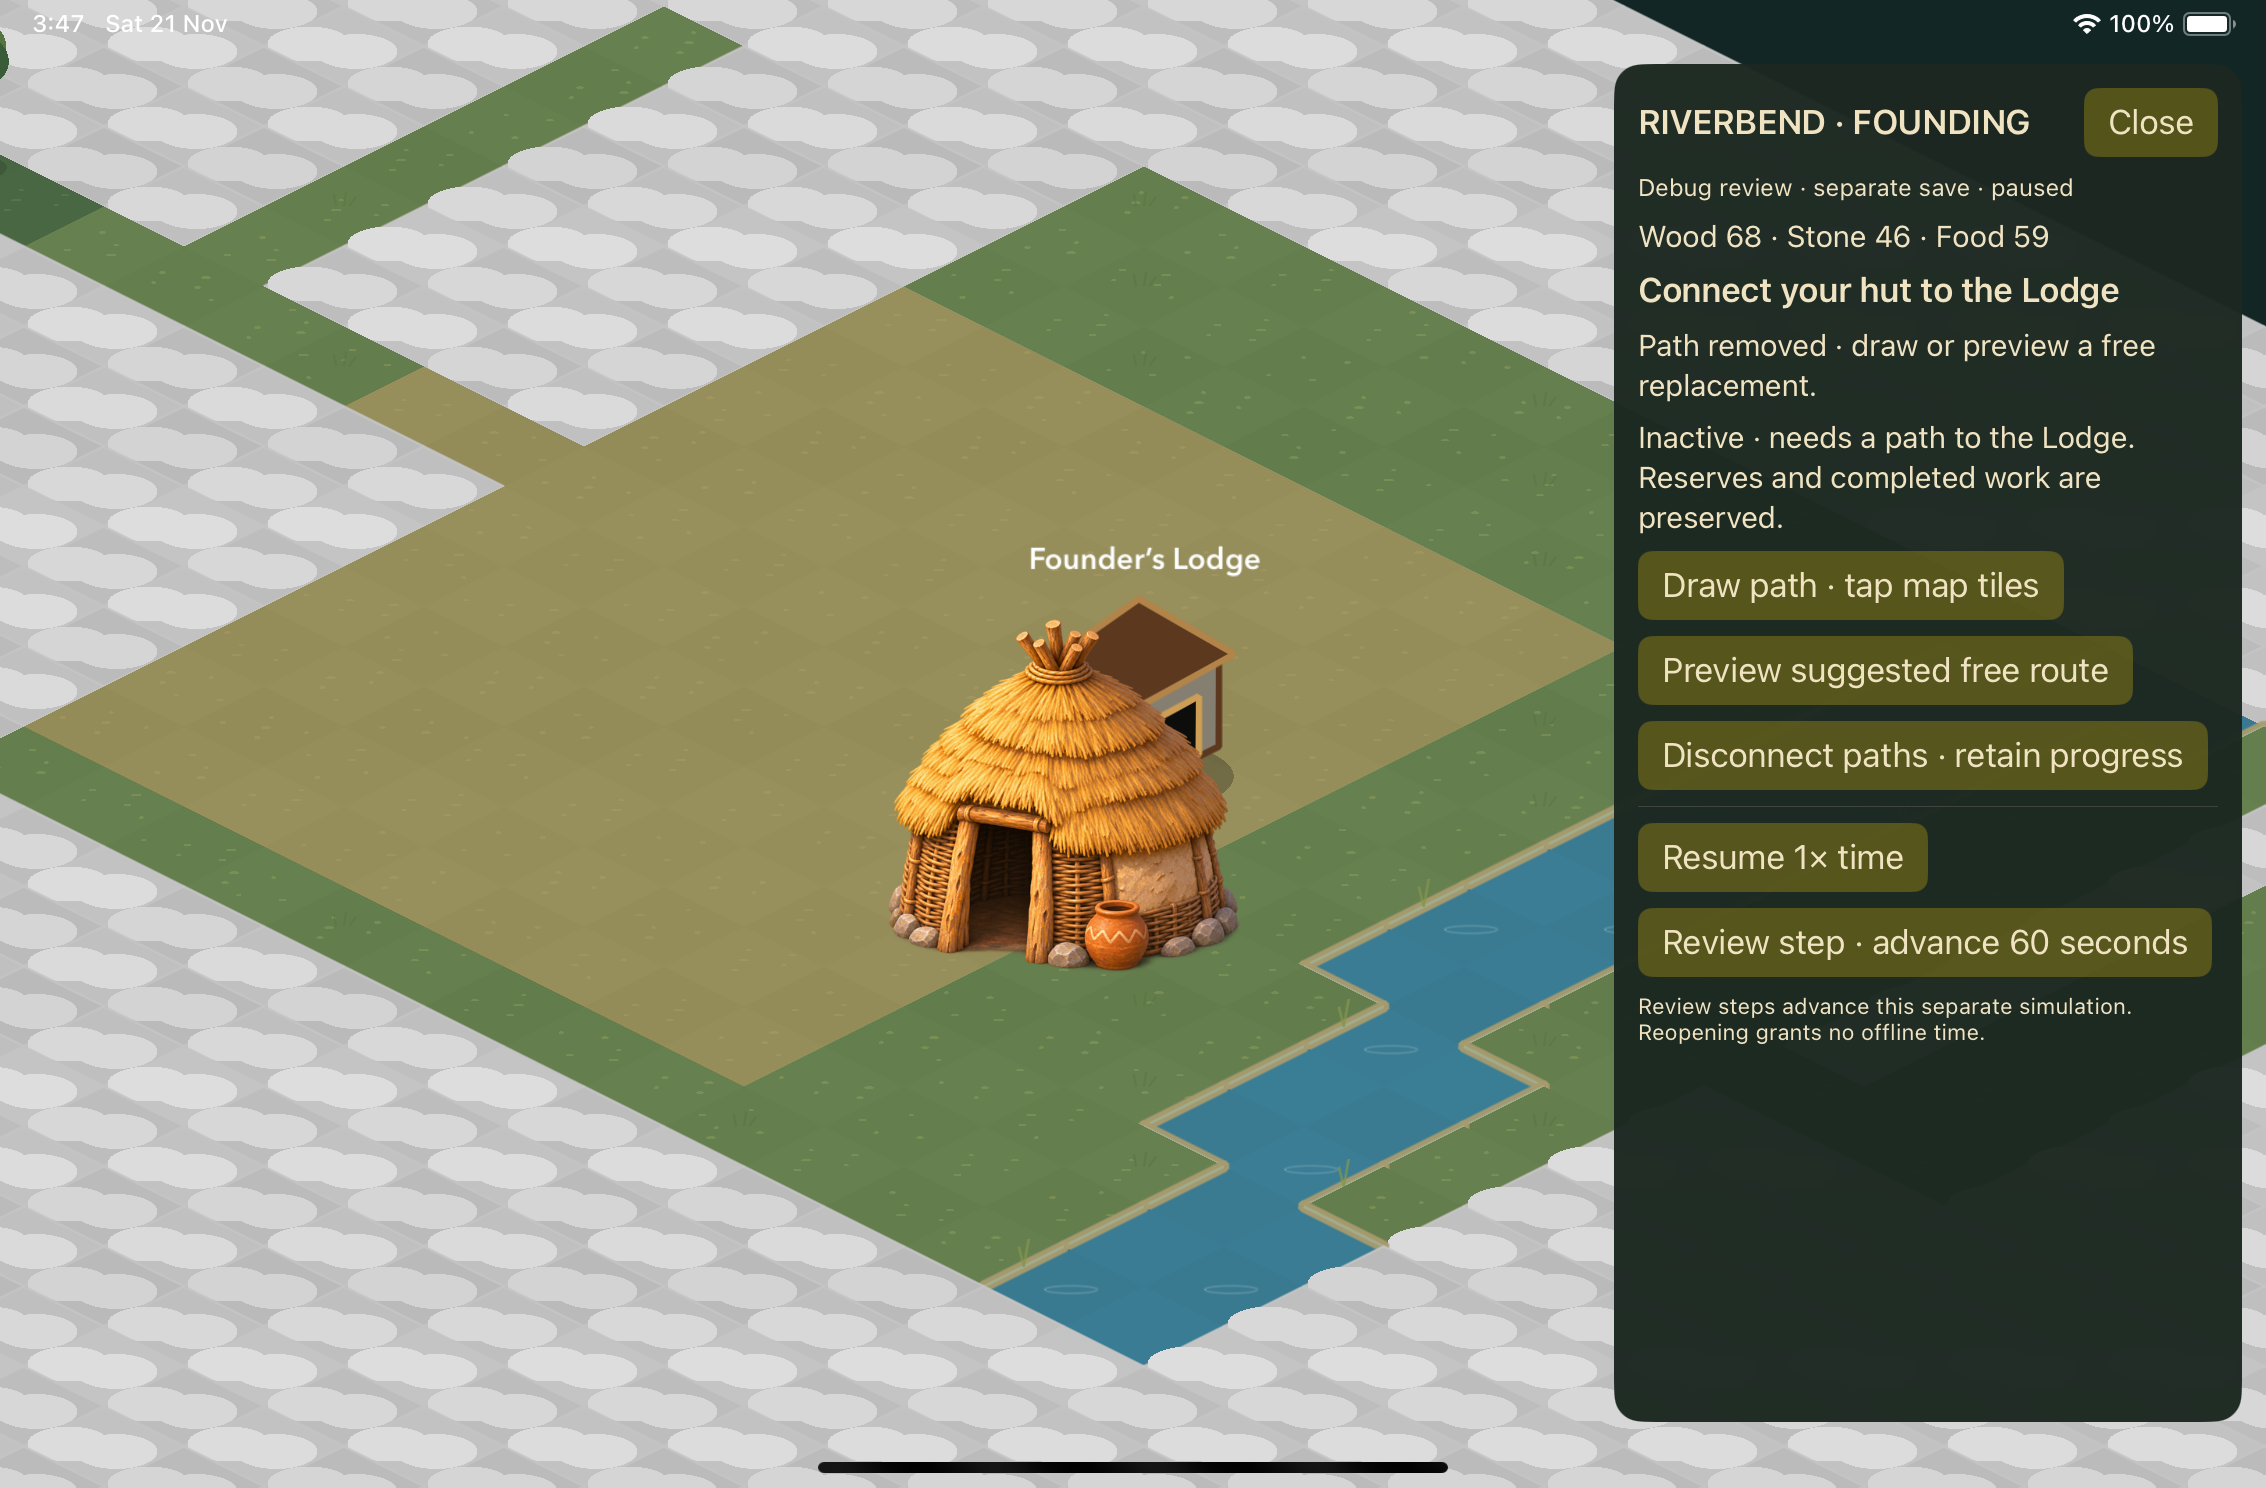 3:47 Sat 21 Nov
100%
RIVERBEND · FOUNDING
Close
Debug review · separate save · paused
Wood 68 · Stone 46 · Food 59
Connect your hut to the Lodge
Path removed · draw or preview a free
replacement.
Inactive · needs a path to the Lodge.
Reserves and completed work are
preserved.
Founder’s Lodge
Draw path · tap map tiles
Preview suggested free route
Disconnect paths · retain progress
Resume 1× time
Review step · advance 60 seconds
Review steps advance this separate simulation.
Reopening grants no offline time.